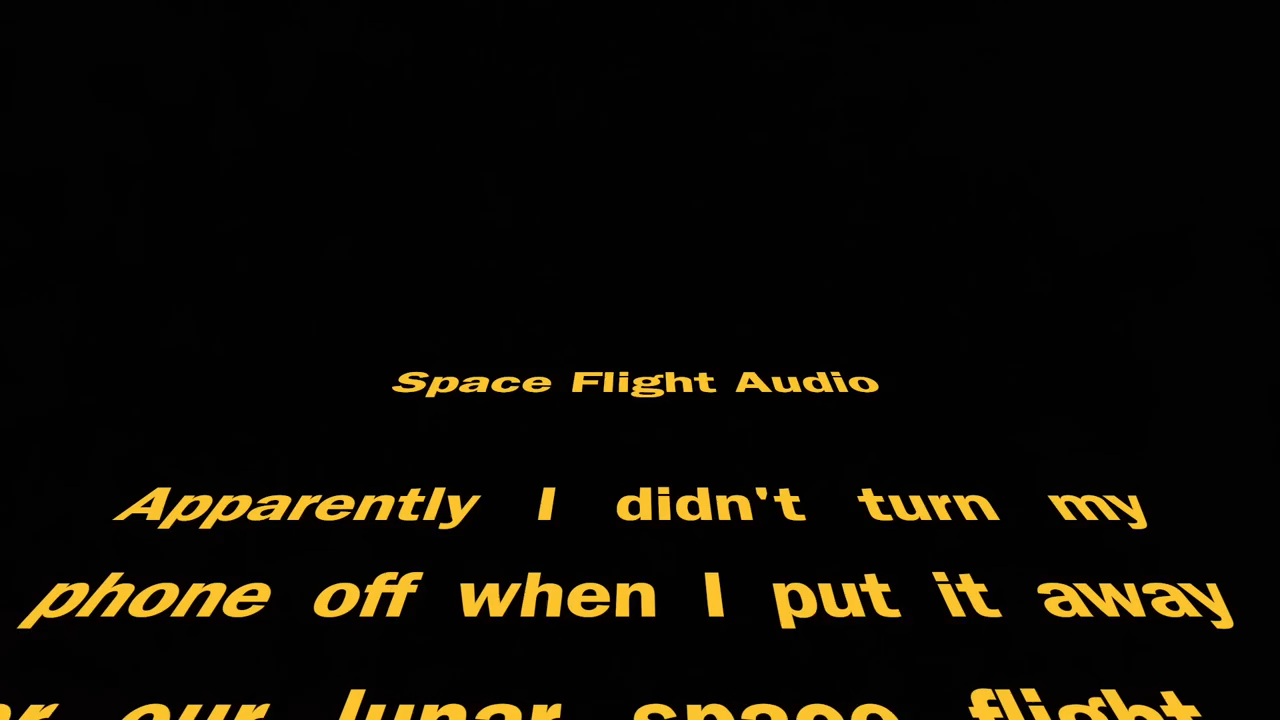 Space Flight Audio
Apparently I didn't turn my
phone off when I put it away
our lunar space flight